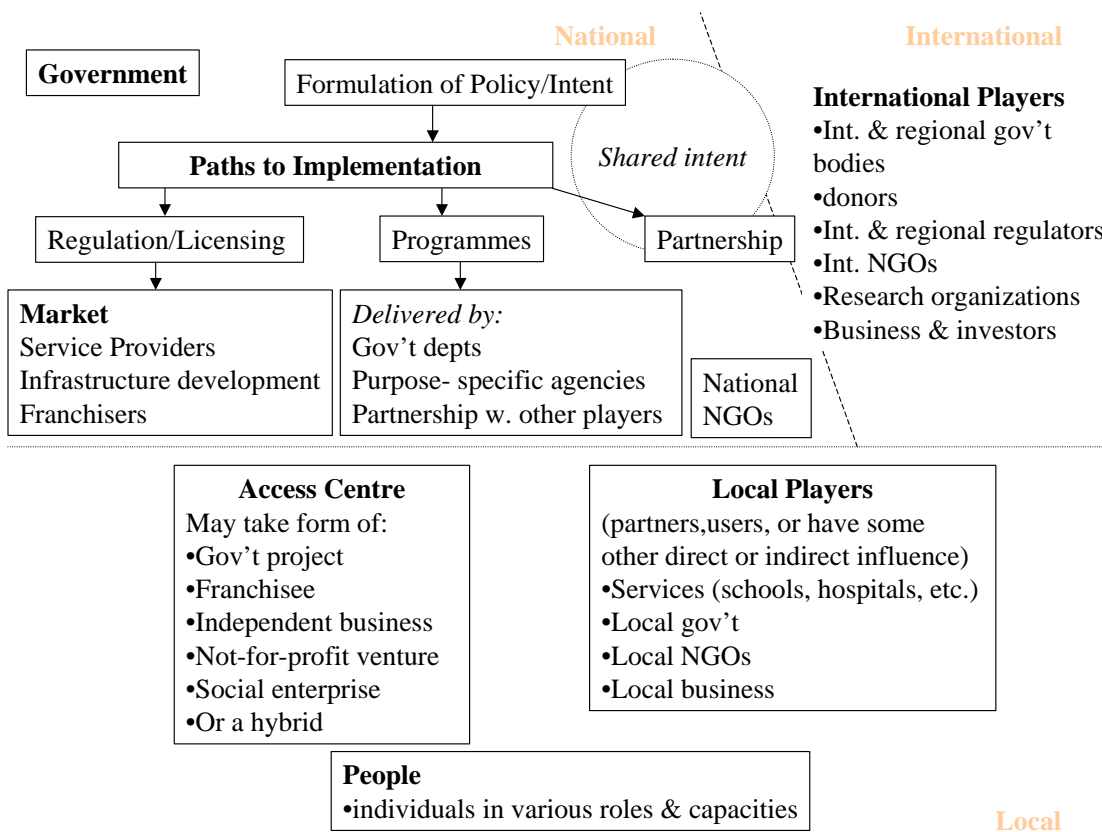 National
International
Government
Formulation of Policy/Intent
International Players
•Int. & regional gov't
bodies
•donors
•Int. & regional regulators
•Int. NGOs
•Research organizations
•Business & investors
Paths to Implementation
Shared intent
Regulation/Licensing
Programmes
Partnership
Market
Service Providers
Infrastructure development
Franchisers
Delivered by:
Gov't depts
Purpose- specific agencies
Partnership w. other players
National
NGOs
Access Centre
May take form of:
•Gov't project
•Franchisee
•Independent business
•Not-for-profit venture
•Social enterprise
•Or a hybrid
Local Players
(partners,users, or have some
other direct or indirect influence)
•Services (schools, hospitals, etc.)
•Local gov't
•Local NGOs
•Local business
People
•individuals in various roles & capacities
Local